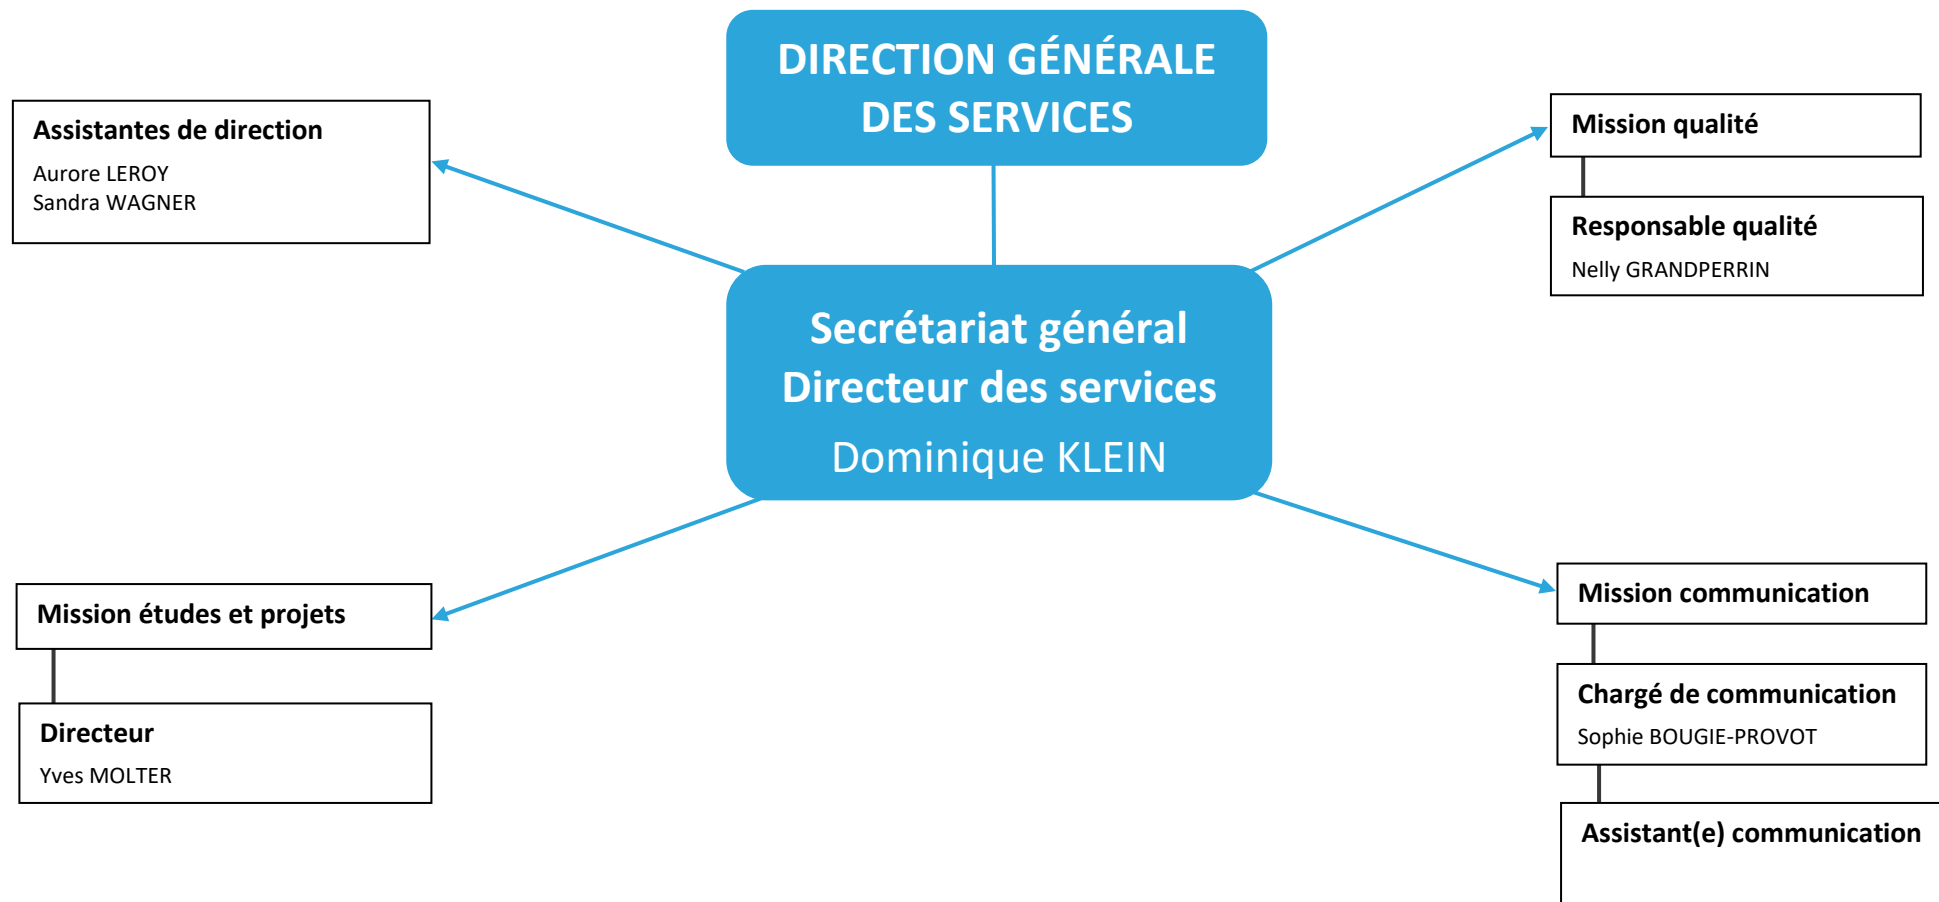 DIRECTION GÉNÉRALE
DES SERVICES
Assistantes de direction
Aurore LEROY
Sandra WAGNER
Mission qualité
Responsable qualité
Nelly GRANDPERRIN
Secrétariat général
Directeur des services
Dominique KLEIN
Mission études et projets
Directeur
Yves MOLTER
Mission communication
Chargé de communication
Sophie BOUGIE-PROVOT
Assistant(e) communication